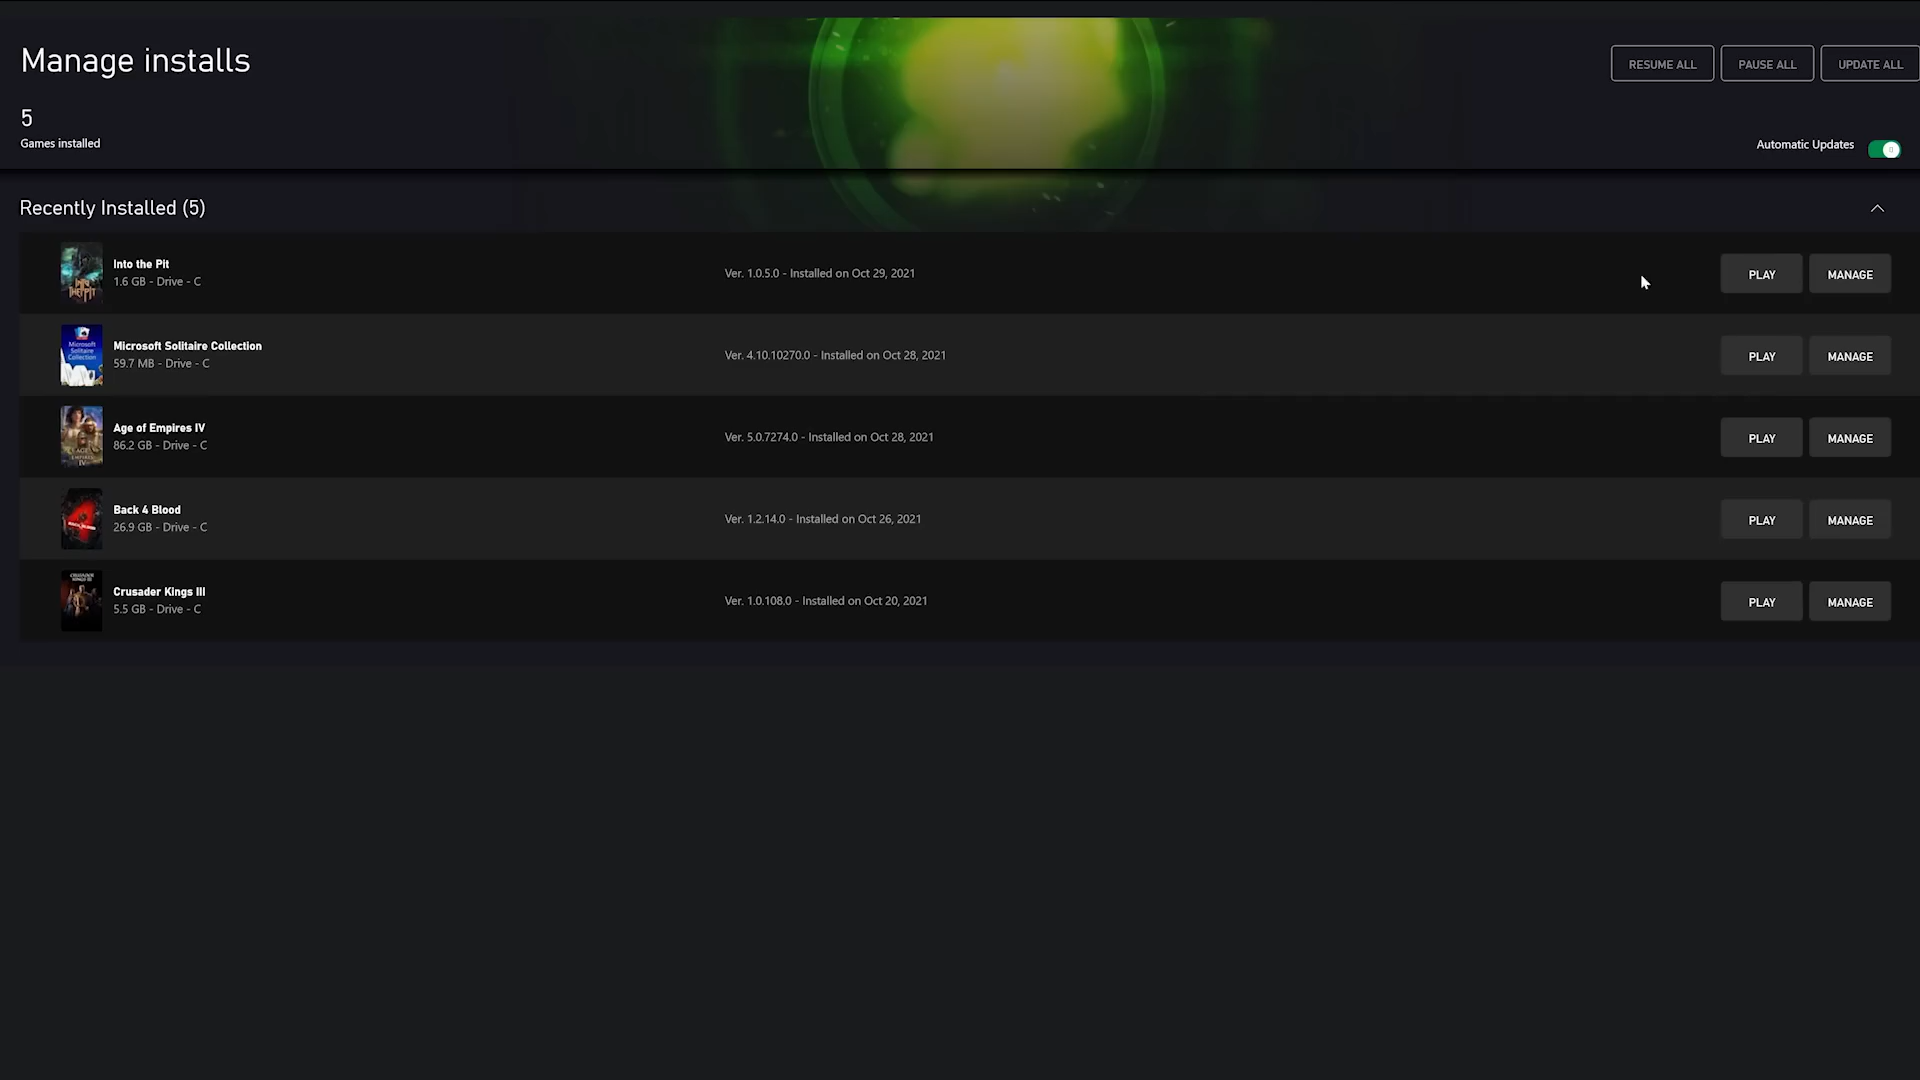 Manage installs
RESUME ALL
PAUSE ALL
UPDATE ALL
5
Games installed
Automatic Updates
Recently Installed (5)
Into the Pit
1.6 GB - Drive - C
Ver. 1.0.5.0 - Installed on Oct 29, 2021
PLAY
MANAGE
Microsoft
Solitaire
Collection
Microsoft Solitaire Collection
59.7 MB - Drive - C
Ver. 4.10.10270.0 - Installed on Oct 28, 2021
PLAY
MANAGE
Age of Empires IV
86.2 GB - Drive - C
Ver. 5.0.7274.0 - Installed on Oct 28, 2021
PLAY
MANAGE
Back 4 Blood
26.9 GB - Drive - C
Ver. 1.2.14.0 - Installed on Oct 26, 2021
PLAY
MANAGE
Crusader Kings III
5.5 GB - Drive - C
Ver. 1.0.108.0 - Installed on Oct 20, 2021
PLAY
MANAGE